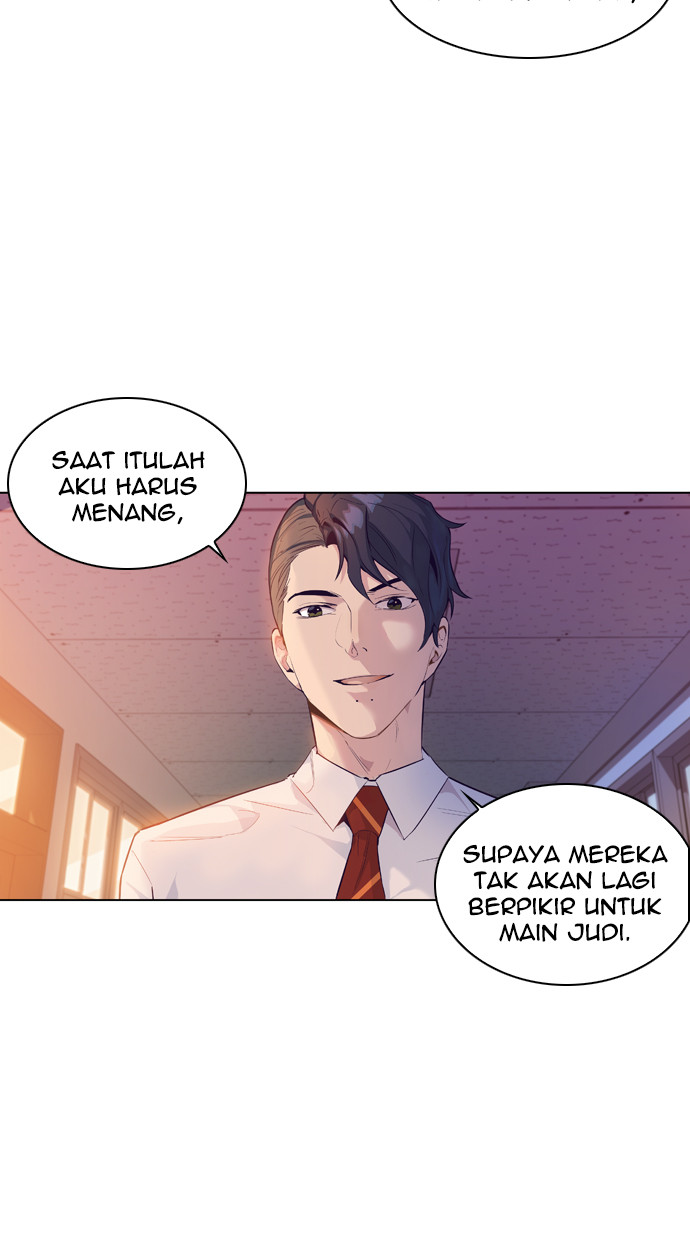 SAAT ITULAH
AKU HARUS
MENANG,
SUPAYA MEREKA
TAK AKAN LAGI
BERPIKIR UNTUK
MAIN JUDI.